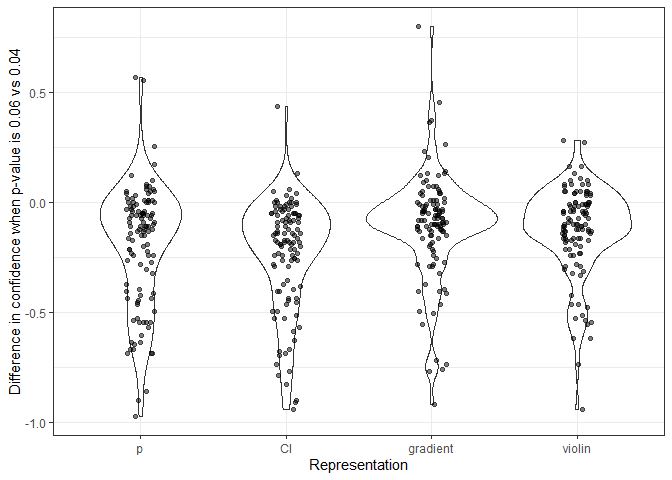 Difference in confidence when p-value is 0.06 vs 0.04
0.5
0.0
-0.5
-1.0
p
CI
gradient
violin
Representation